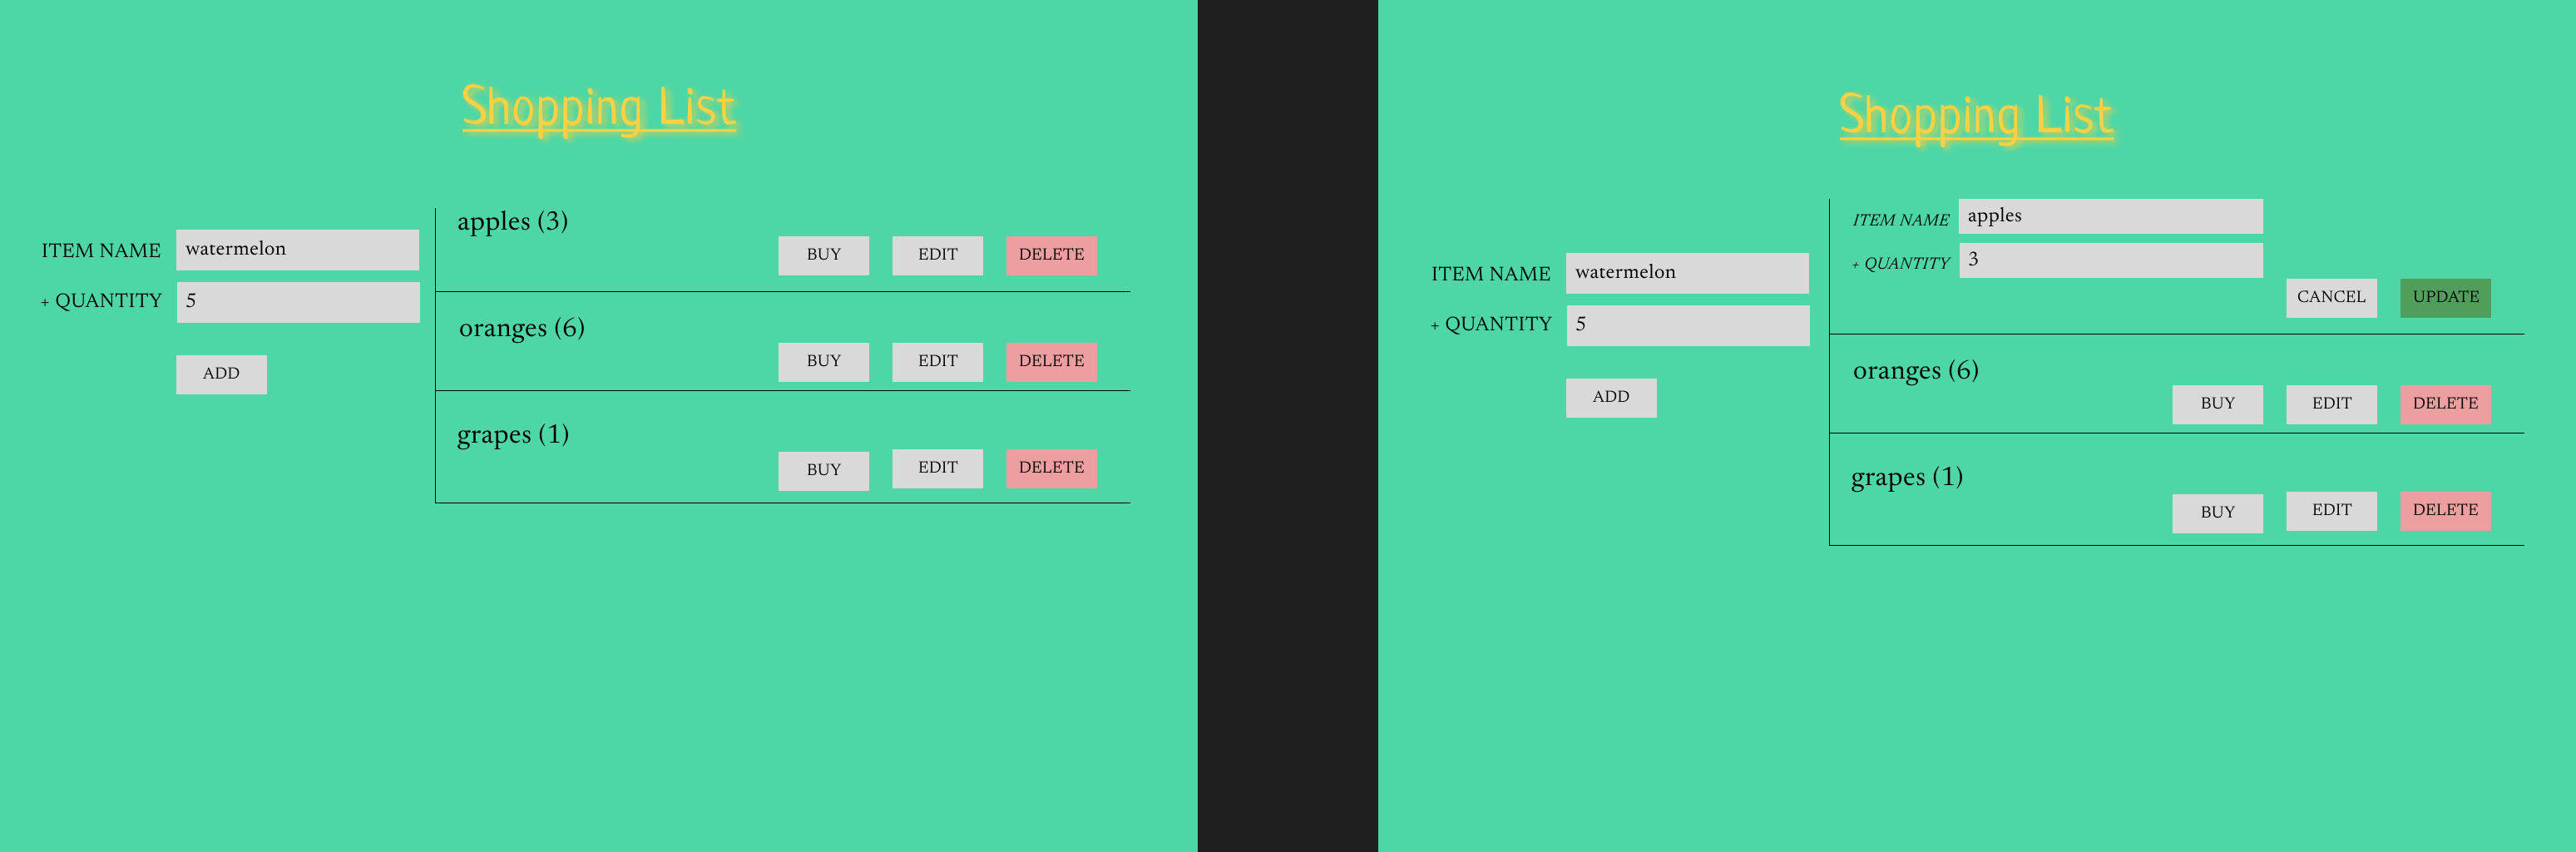 Shopping List
ITEM NAME watermelon
+ QUANTITY 5
ADD
apples (3)
BUY EDIT DELETE
oranges (6)
BUY EDIT DELETE
grapes (1)
BUY EDIT DELETE
Shopping List
ITEM NAME watermelon
+ QUANTITY 5
ADD
ITEM NAME apples
+ QUANTITY 3
CANCEL UPDATE
oranges (6)
BUY EDIT DELETE
grapes (1)
BUY EDIT DELETE